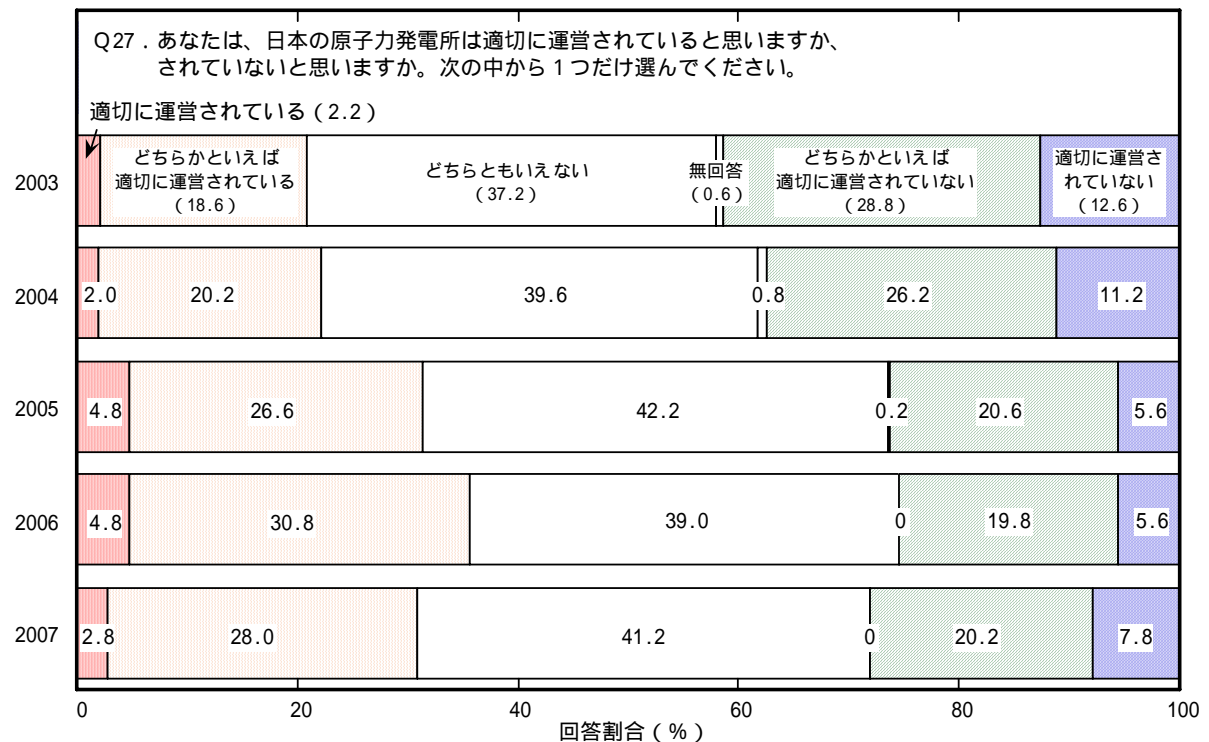 Q27．あなたは、日本の原子力発電所は適切に運営されていると思いますか、
されていないと思いますか。次の中から1つだけ選んでください。
適切に運営されている（2.2）
2003
どちらかといえば
適切に運営されている
（18.6）
どちらともいえない
（37.2）
無回答
（0.6）
どちらかといえば
適切に運営されていない
（28.8）
適切に運営さ
れていない
（12.6）
2004 2.0 20.2 39.6 0.8 26.2 11.2
2005 4.8 26.6 42.2 0.2 20.6 5.6
2006 4.8 30.8 39.0 0 19.8 5.6
2007 2.8 28.0 41.2 0 20.2 7.8
0 20 40 60 80 100
回答割合（%）